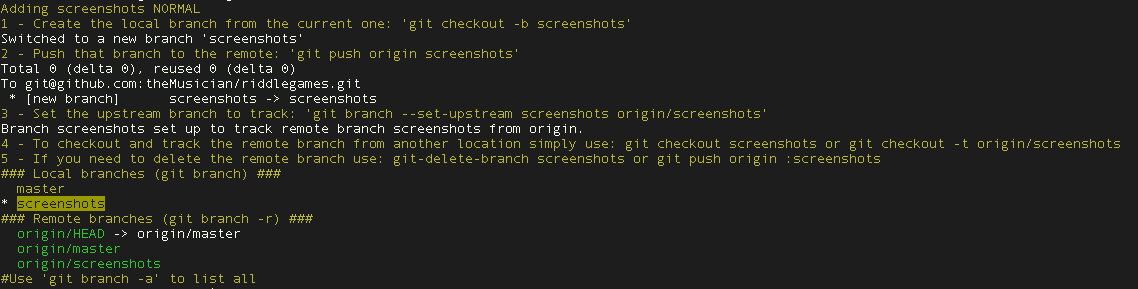 Adding screenshots NORMAL
1 - Create the local branch from the current one: 'git checkout -b screenshots'
Switched to a new branch 'screenshots'
2 - Push that branch to the remote: 'git push origin screenshots'
Total 0 (delta 0), reused 0 (delta 0)
To git@github.com:theMusician/riddlegames.git
 * [new branch]      screenshots -> screenshots
3 - Set the upstream branch to track: 'git branch --set-upstream screenshots origin/screenshots'
Branch screenshots set up to track remote branch screenshots from origin.
4 - To checkout and track the remote branch from another location simply use: git checkout screenshots or git checkout -t origin/screenshots
5 - If you need to delete the remote branch use: git-delete-branch screenshots or git push origin :screenshots
### Local branches (git branch) ###
  master
* screenshots
### Remote branches (git branch -r) ###
  origin/HEAD -> origin/master
  origin/master
  origin/screenshots
#Use 'git branch -a' to list all